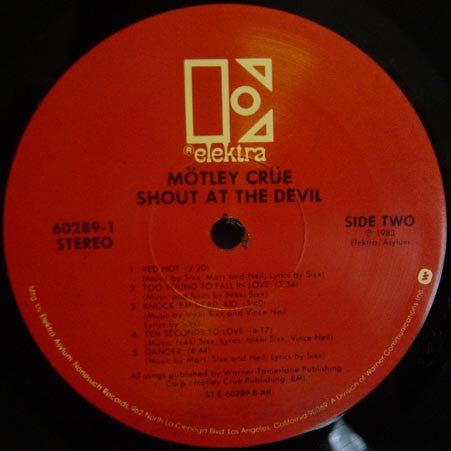 ® elektra
MÖTLEY CRÜE
SHOUT AT THE DEVIL
60289-1
STEREO
SIDE TWO
℗ 1983
Elektra/Asylum
1. RED HOT (3:20)
(Music by Sixx, Mars and Neil; Lyrics by Sixx)
2. TOO YOUNG TO FALL IN LOVE (3:34)
(Music and lyrics by Nikki Sixx)
3. KNOCK 'EM DEAD, KID (3:40)
(Music by Nikki Sixx and Vince Neil;
Lyrics by Sixx)
4. TEN SECONDS TO LOVE (4:17)
(Music: Nikki Sixx; Lyrics: Nikki Sixx, Vince Neil)
5. DANGER (4:44)
(Music by Mars, Sixx and Neil; Lyrics by Sixx)
All songs published by Warner-Tamerlane Publishing
Corp./Motley Crue Publishing, BMI.
ST E 60289-B-AR
Mfg. by Elektra/Asylum/Nonesuch Records, 962 North La Cienega Blvd., Los Angeles, California 90069. A Division of Warner Communications Inc.